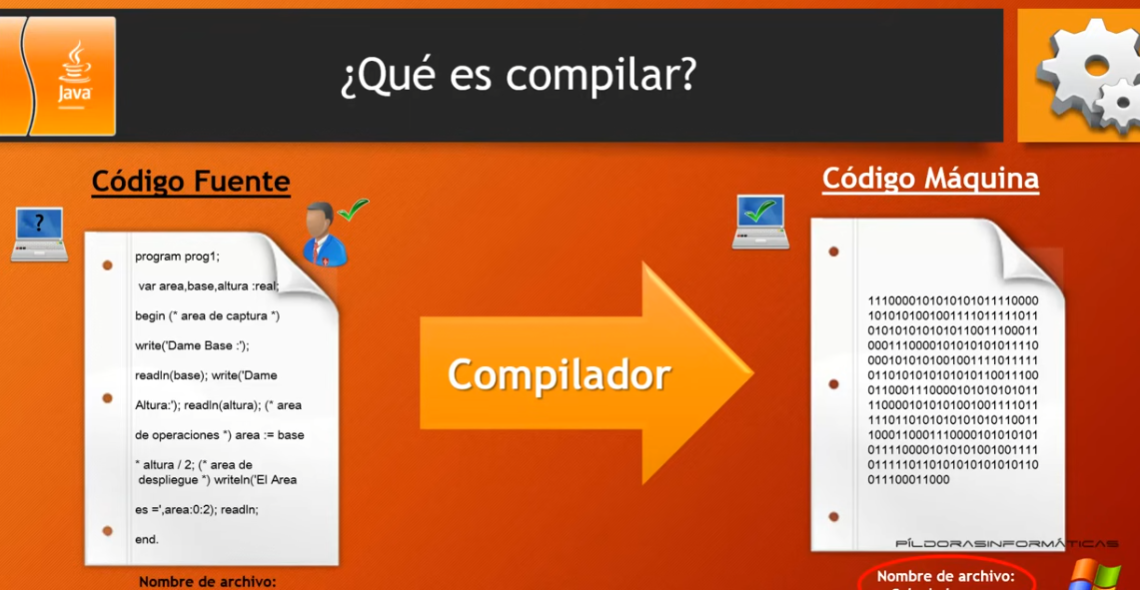 Java
¿Qué es compilar?
Código Fuente
?
program prog1;
var area,base,altura :real;
begin (* area de captura *)
write('Dame Base :');
readln(base); write('Dame
Altura:'); readln(altura); (* area
de operaciones *) area := base
* altura / 2; (* area de
despliegue *) writeln('El Area
es =',area:0:2); readln;
end.
Nombre de archivo:
Compilador
Código Máquina
1110000101010101011110000
1010101001001111011111011
0101010101010110011100011
0001110000101010101011110
0001010101001001111011111
0110101010101010110011100
0110001110000101010101011
1100001010101001001111011
1110110101010101010110011
1000110001110000101010101
0111100001010101001001111
0111110110101010101010110
011100011000
PÍLDORASINFORMÁTICAS
Nombre de archivo: